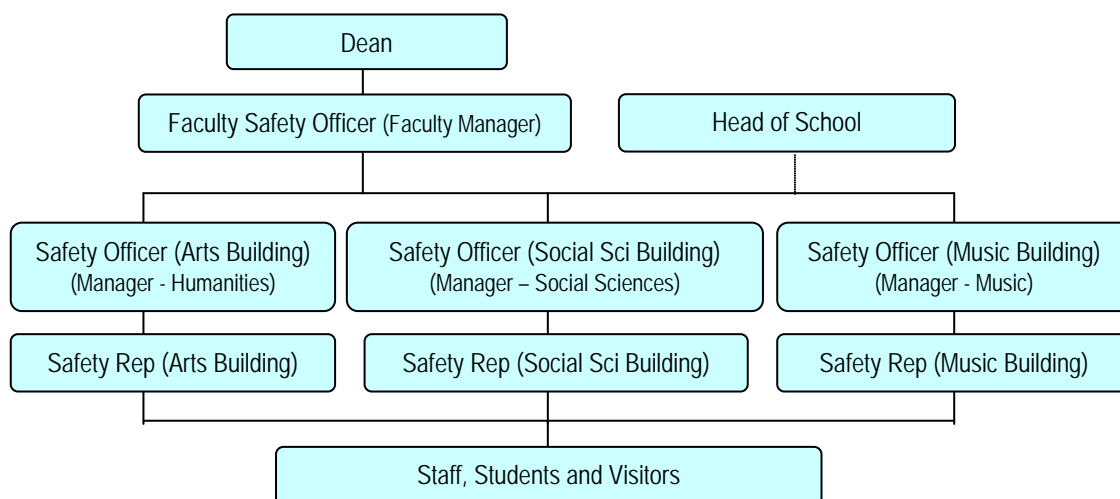 Dean
Faculty Safety Officer (Faculty Manager)
Head of School
Safety Officer (Arts Building)
(Manager - Humanities)
Safety Officer (Social Sci Building)
(Manager – Social Sciences)
Safety Officer (Music Building)
(Manager - Music)
Safety Rep (Arts Building)
Safety Rep (Social Sci Building)
Safety Rep (Music Building)
Staff, Students and Visitors